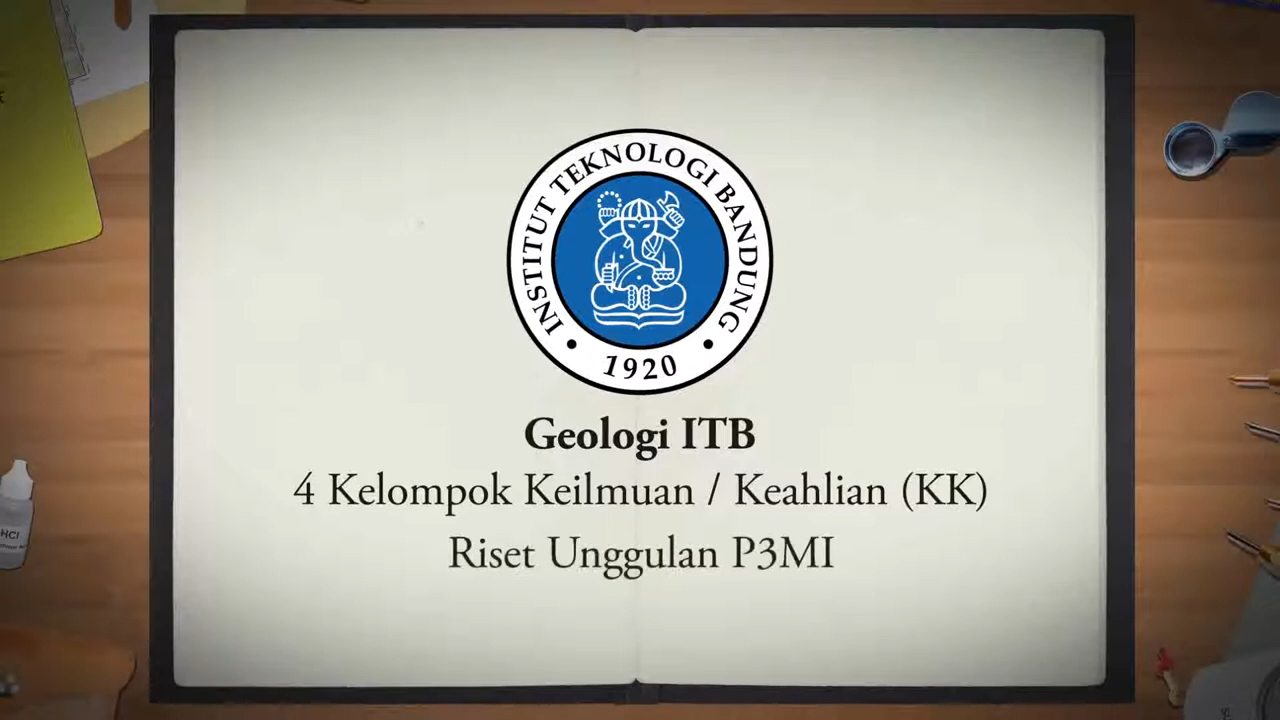 INSTITUT TEKNOLOGI BANDUNG
1920
Geologi ITB
4 Kelompok Keilmuan / Keahlian (KK)
Riset Unggulan P3MI
HCl